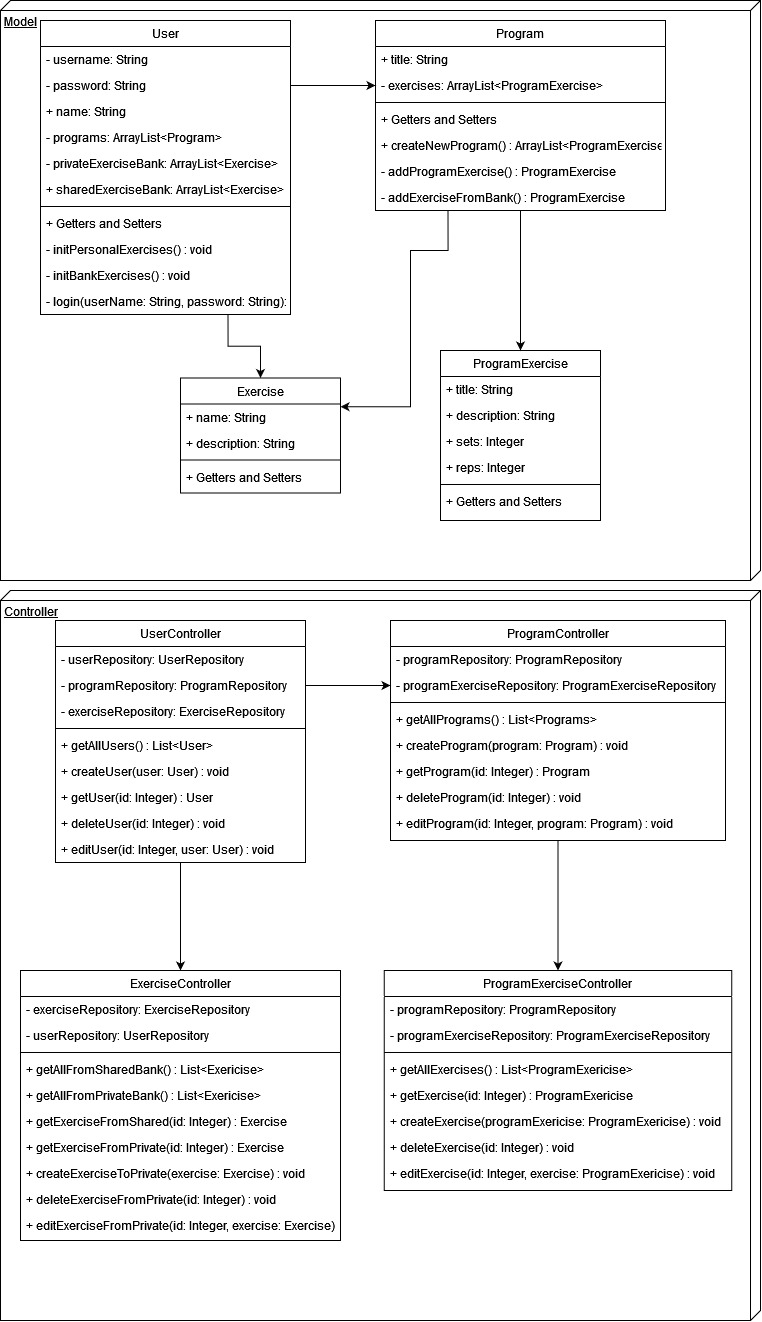 Model
User
- username: String
- password: String
+ name: String
- programs: ArrayList<Program>
- privateExerciseBank: ArrayList<Exercise>
+ sharedExerciseBank: ArrayList<Exercise>
+ Getters and Setters
- initPersonalExercises() : void
- initBankExercises() : void
- login(userName: String, password: String):
Program
+ title: String
- exercises: ArrayList<ProgramExercise>
+ Getters and Setters
+ createNewProgram() : ArrayList<ProgramExercise
- addProgramExercise() : ProgramExercise
- addExerciseFromBank() : ProgramExercise
Exercise
+ name: String
+ description: String
+ Getters and Setters
ProgramExercise
+ title: String
+ description: String
+ sets: Integer
+ reps: Integer
+ Getters and Setters
Controller
UserController
- userRepository: UserRepository
- programRepository: ProgramRepository
- exerciseRepository: ExerciseRepository
+ getAllUsers() : List<User>
+ createUser(user: User) : void
+ getUser(id: Integer) : User
+ deleteUser(id: Integer) : void
+ editUser(id: Integer, user: User) : void
ProgramController
- programRepository: ProgramRepository
- programExerciseRepository: ProgramExerciseRepository
+ getAllPrograms() : List<Programs>
+ createProgram(program: Program) : void
+ getProgram(id: Integer) : Program
+ deleteProgram(id: Integer) : void
+ editProgram(id: Integer, program: Program) : void
ExerciseController
- exerciseRepository: ExerciseRepository
- userRepository: UserRepository
+ getAllFromSharedBank() : List<Exericise>
+ getAllFromPrivateBank() : List<Exericise>
+ getExerciseFromShared(id: Integer) : Exercise
+ getExerciseFromPrivate(id: Integer) : Exercise
+ createExerciseToPrivate(exercise: Exercise) : void
+ deleteExerciseFromPrivate(id: Integer) : void
+ editExerciseFromPrivate(id: Integer, exercise: Exercise)
ProgramExerciseController
- programRepository: ProgramRepository
- programExerciseRepository: ProgramExerciseRepository
+ getAllExercises() : List<ProgramExericise>
+ getExercise(id: Integer) : ProgramExericise
+ createExercise(programExericise: ProgramExericise) : void
+ deleteExercise(id: Integer) : void
+ editExercise(id: Integer, exercise: ProgramExericise) : void